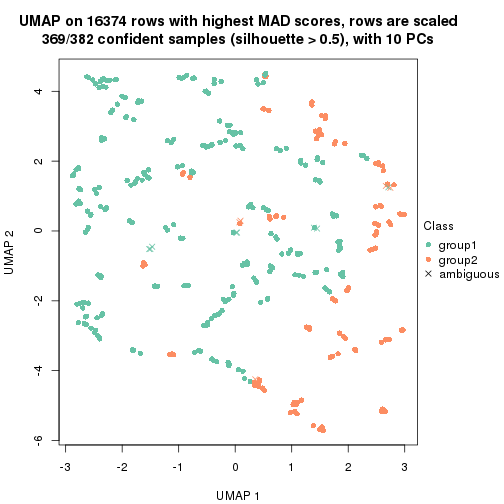 UMAP on 16374 rows with highest MAD scores, rows are scaled
369/382 confident samples (silhouette > 0.5), with 10 PCs
4
2
0
-2
-4
-6
UMAP 2
-3 -2 -1 0 1 2 3
UMAP 1
Class
group1
group2
ambiguous